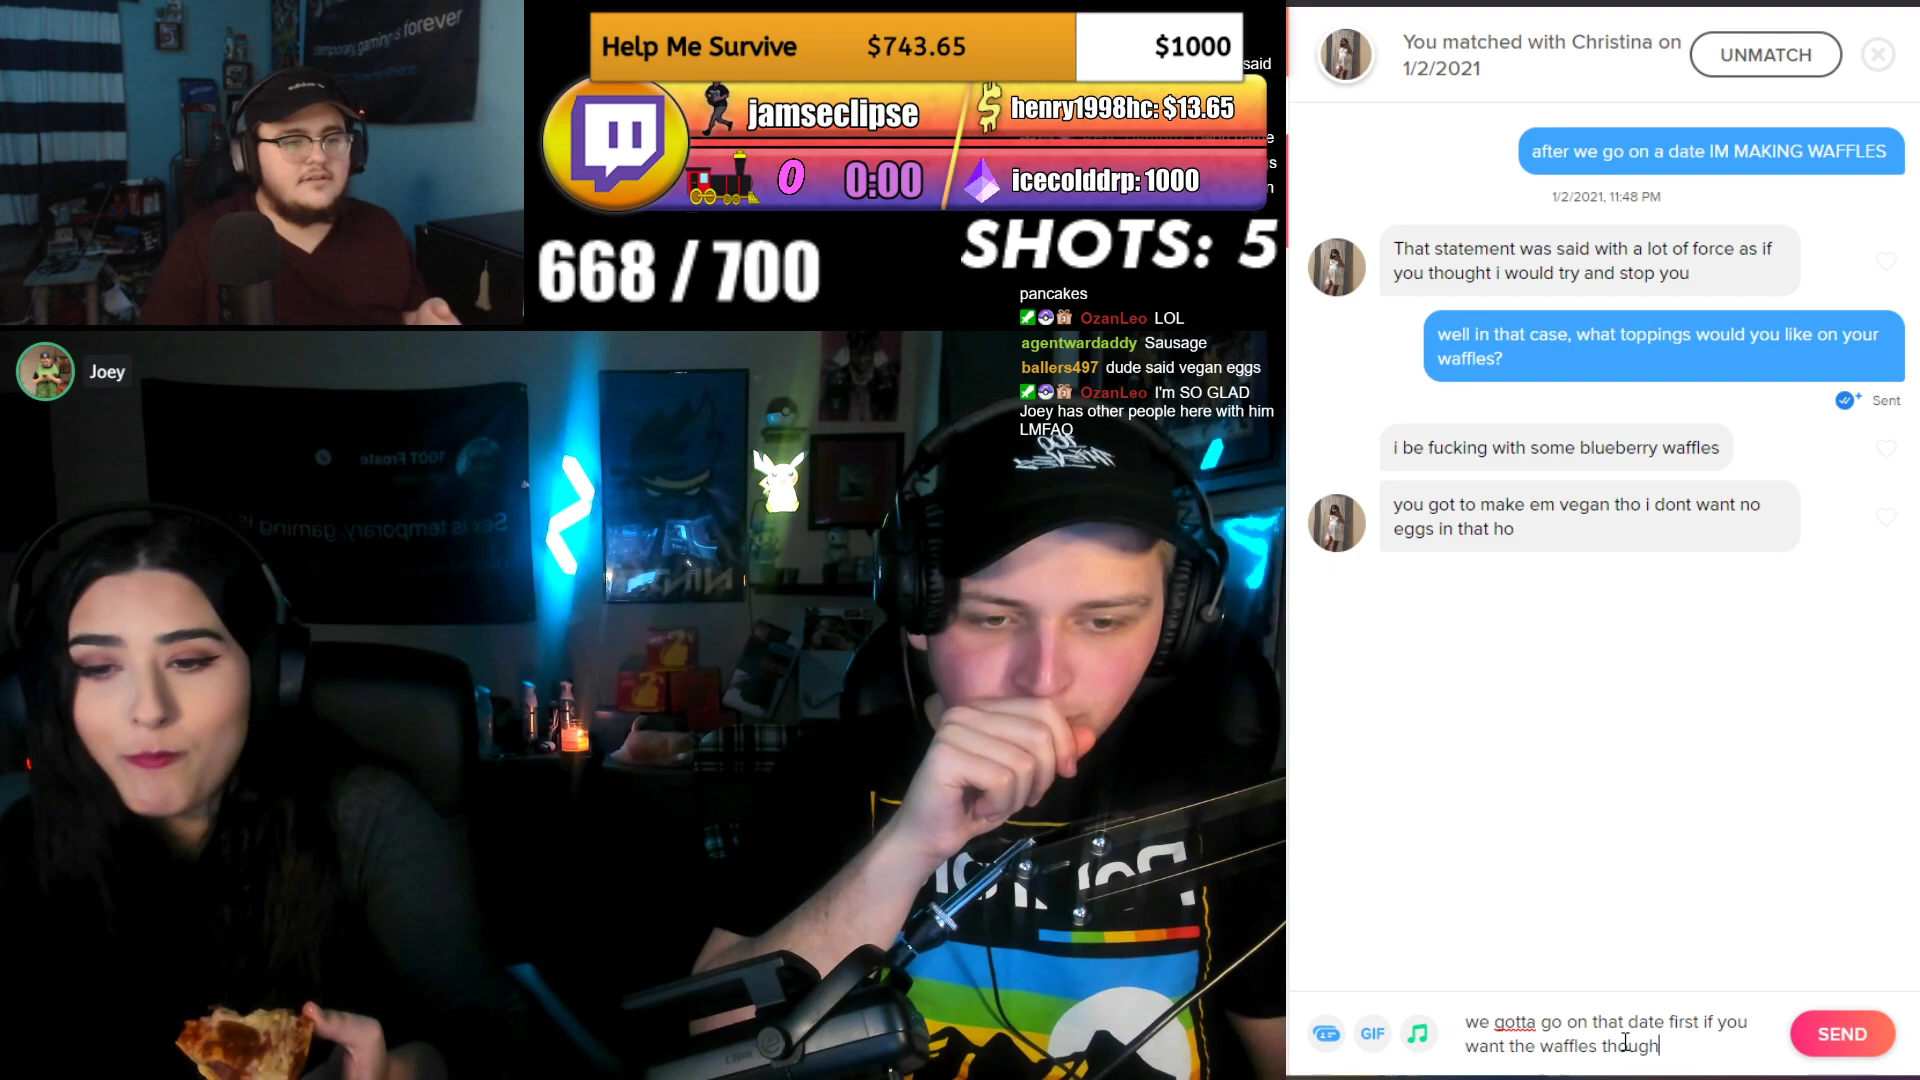 Help Me Survive $743.65 $1000
said
jamseclipse henry1998hc: $13.65
0 0:00 icecolddrp: 1000
668 / 700
SHOTS: 5
pancakes
OzanLeo LOL
agentwardaddy Sausage
ballers497 dude said vegan eggs
OzanLeo I'm SO GLAD
Joey has other people here with him
LMFAO
Joey
You matched with Christina on
1/2/2021
UNMATCH
after we go on a date IM MAKING WAFFLES
1/2/2021, 11:48 PM
That statement was said with a lot of force as if
you thought i would try and stop you
well in that case, what toppings would you like on your
waffles?
Sent
i be fucking with some blueberry waffles
you got to make em vegan tho i dont want no
eggs in that ho
GIF
we gotta go on that date first if you
want the waffles though
SEND